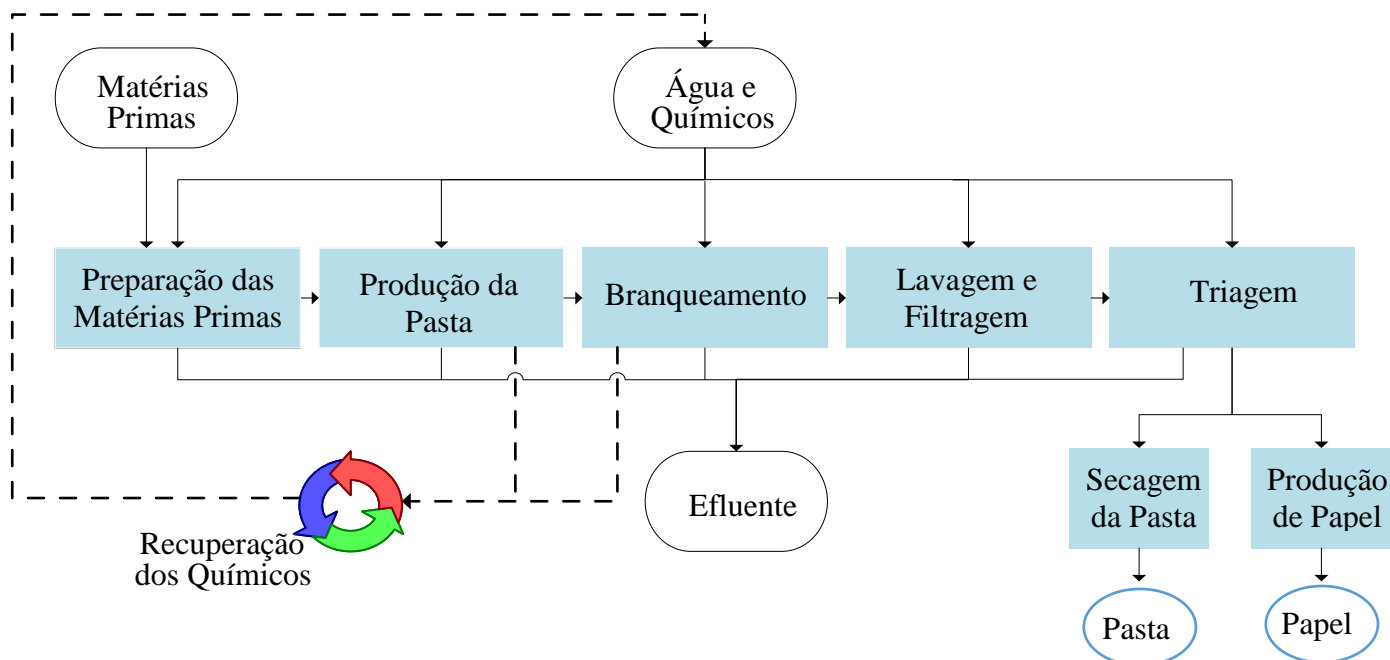 Matérias
Primas
Água e
Químicos
Preparação das
Matérias Primas
Produção da
Pasta
Branqueamento
Lavagem e
Filtragem
Triagem
Recuperação
dos Químicos
Efluente
Secagem
da Pasta
Produção
de Papel
Pasta
Papel